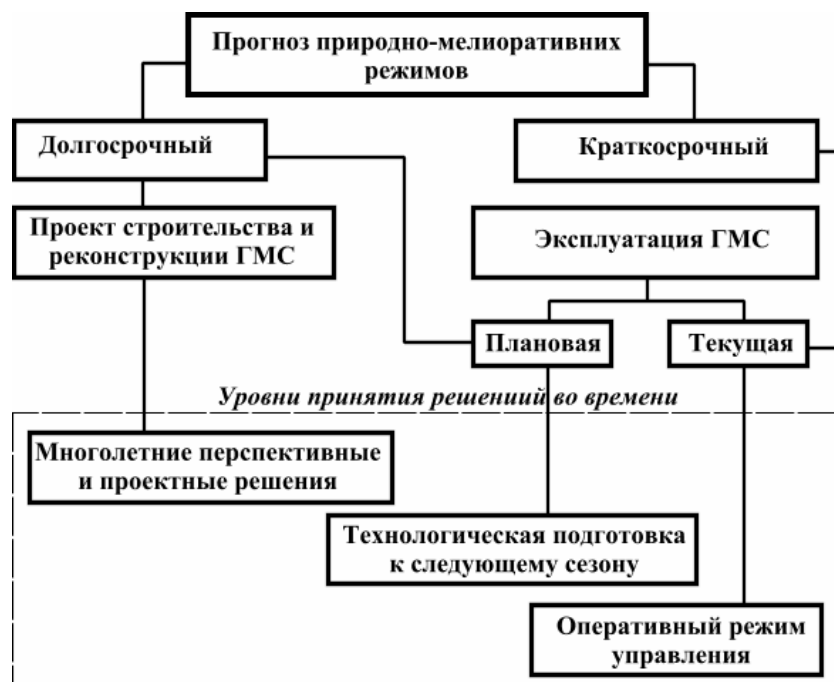 Прогноз природно-мелиоративних
режимов
Долгосрочный
Краткосрочный
Проект строительства и
реконструкции ГМС
Эксплуатация ГМС
Плановая
Текущая
Уровни принятия решениий во времени
Многолетние перспективные
и проектные решения
Технологическая подготовка
к следующему сезону
Оперативный режим
управления